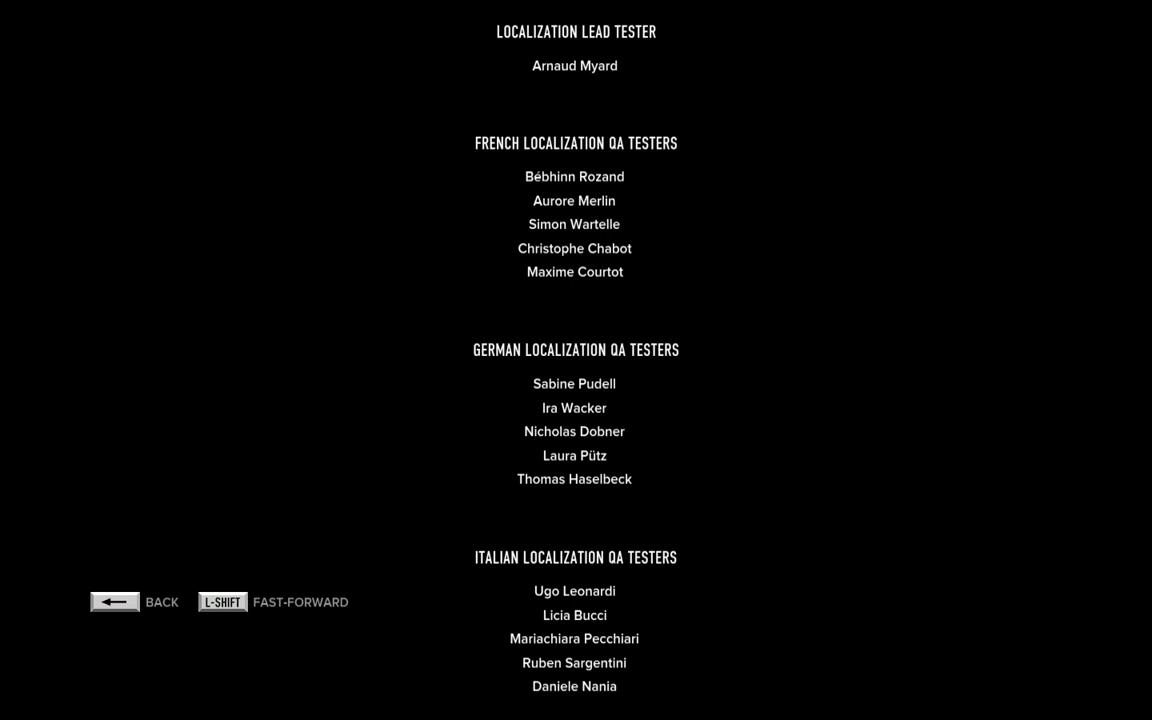 LOCALIZATION LEAD TESTER
Arnaud Myard
FRENCH LOCALIZATION QA TESTERS
Bébhinn Rozand
Aurore Merlin
Simon Wartelle
Christophe Chabot
Maxime Courtot
GERMAN LOCALIZATION QA TESTERS
Sabine Pudell
Ira Wacker
Nicholas Dobner
Laura Pütz
Thomas Haselbeck
ITALIAN LOCALIZATION QA TESTERS
Ugo Leonardi
Licia Bucci
Mariachiara Pecchiari
Ruben Sargentini
Daniele Nania
BACK L-SHIFT FAST-FORWARD